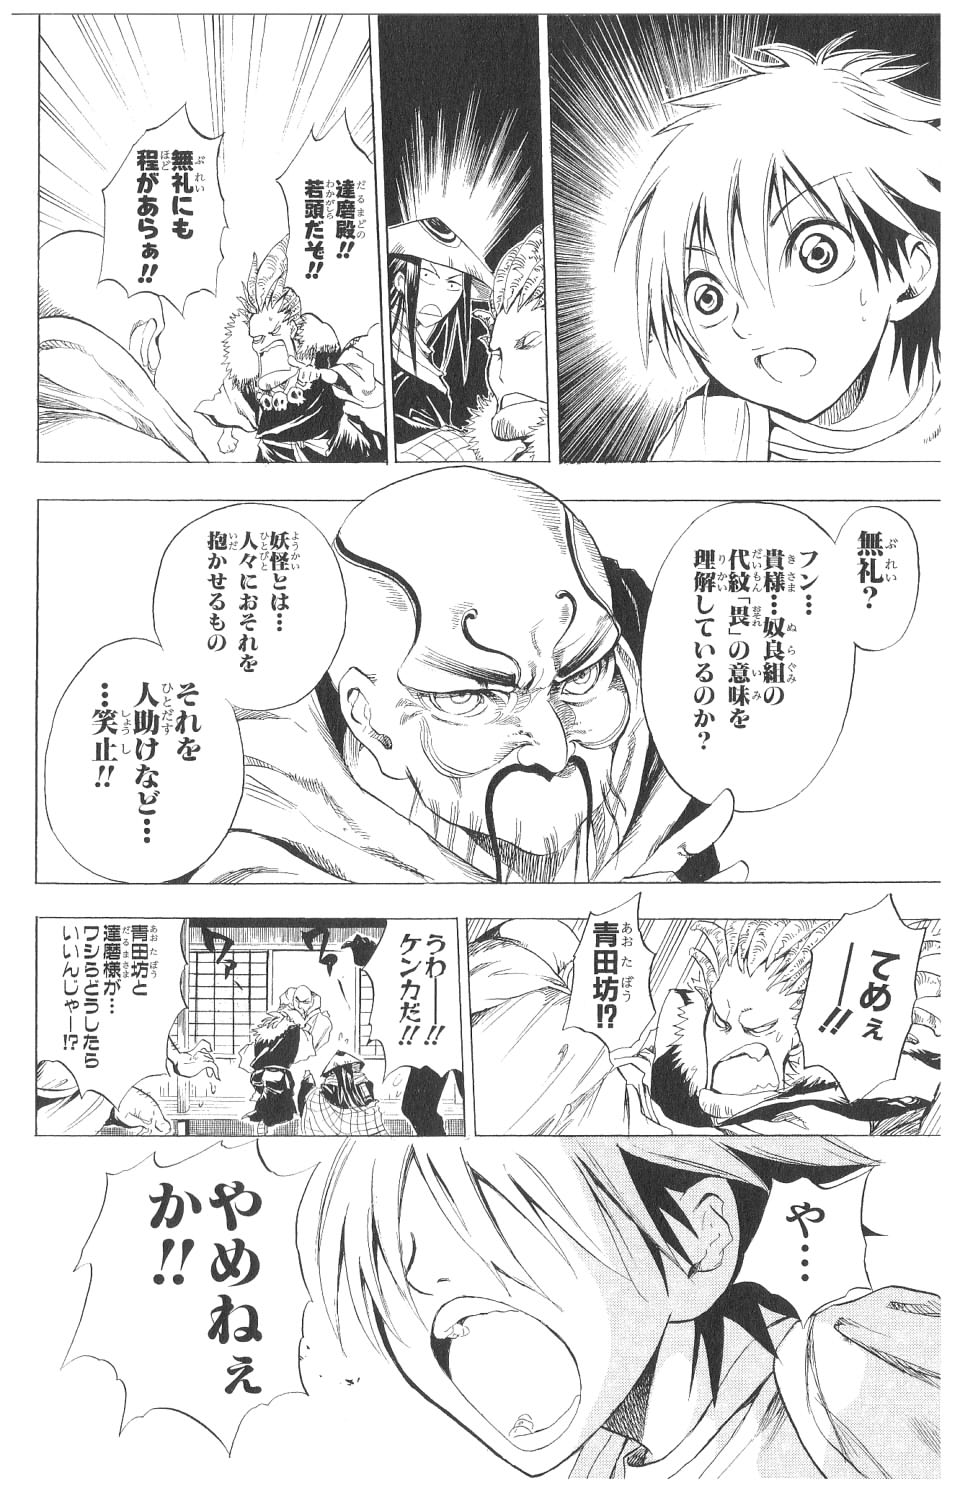 達磨殿!!
若頭だぞ!!
無礼にも
程があらぁ!!
無礼?
フン…
貴様…奴良組の
代紋「畏」の意味を
理解しているのか?
妖怪とは…
人々におそれを
抱かせるもの
それを
人助けなど…
…笑止!!
てめぇ
――!!
青田坊!?
うわ――!!
ケンカだ!!
ワァ
ワァ
青田坊と
達磨様が…
ワシらどうしたら
いいんじゃー!?
や…
やめねぇ
か!!